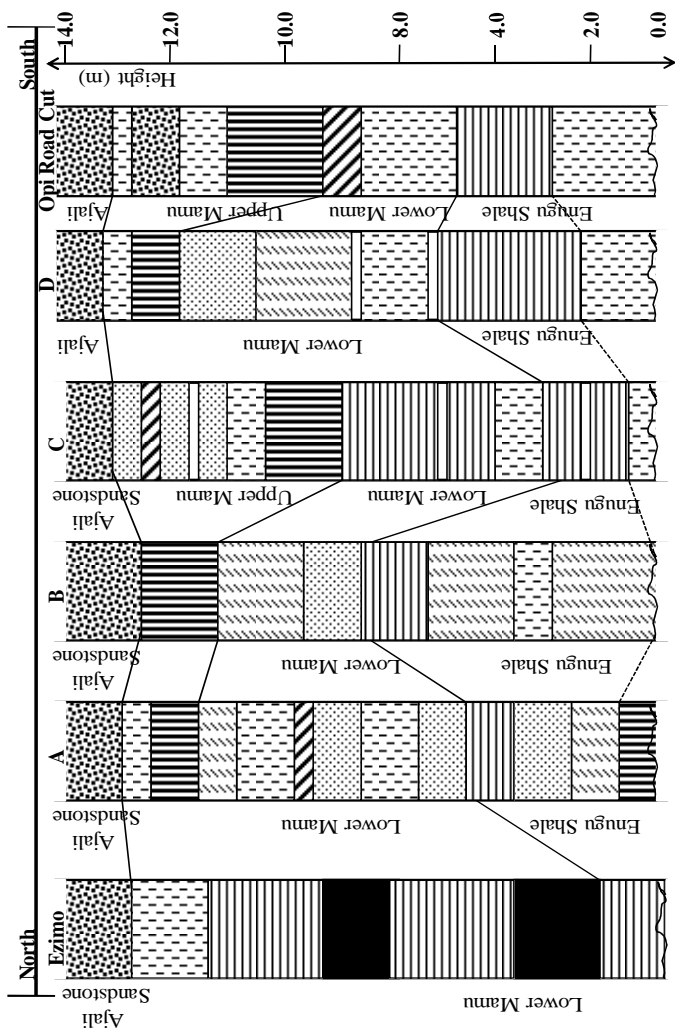 North
South
Ezimo
A
B
C
D
Opi Road Cut
Height (m)
14.0
12.0
10.0
8.0
4.0
2.0
0.0
Ajali
Sandstone
Lower Mamu
Ajali
Sandstone
Lower Mamu
Enugu Shale
Ajali
Sandstone
Lower Mamu
Enugu Shale
Ajali
Sandstone
Upper Mamu
Lower Mamu
Enugu Shale
Ajali
Lower Mamu
Enugu Shale
Ajali
Upper Mamu
Lower Mamu
Enugu Shale